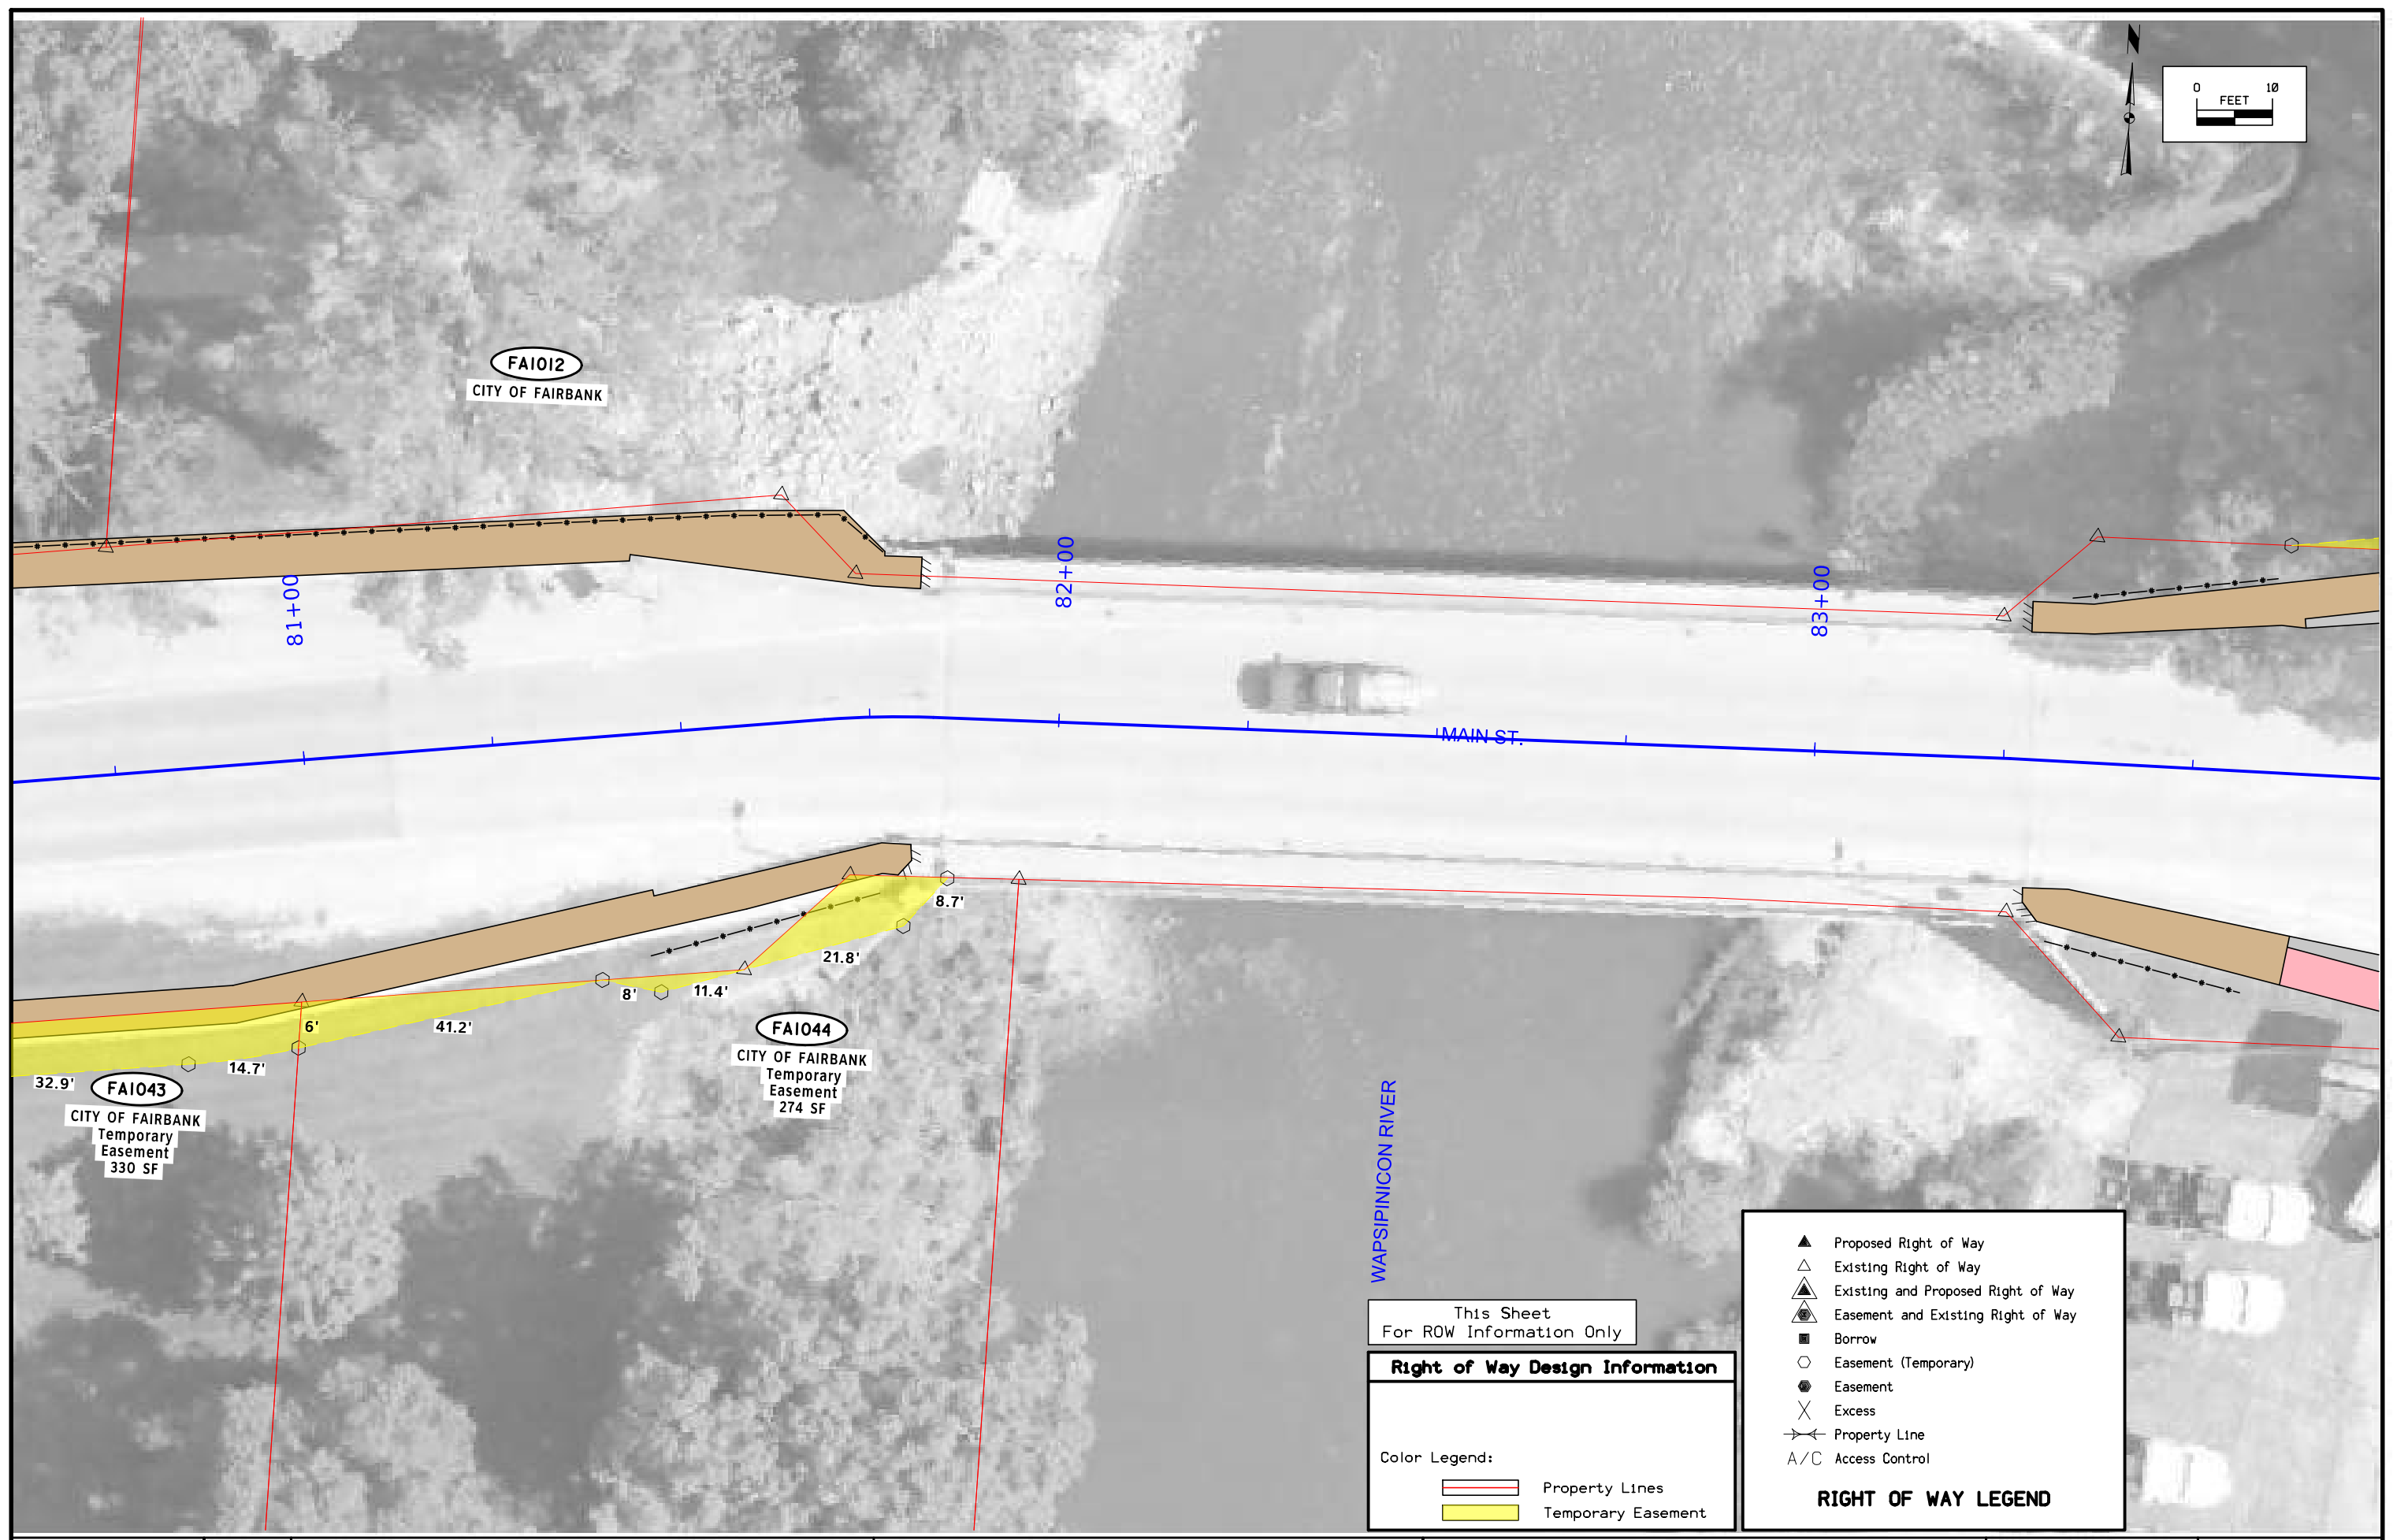 N
0 10
FEET
FA1012
CITY OF FAIRBANK
81+00
82+00
83+00
MAIN ST.
8.7'
21.8'
8'
11.4'
6'
41.2'
14.7'
32.9'
FA1044
CITY OF FAIRBANK
Temporary
Easement
274 SF
FA1043
CITY OF FAIRBANK
Temporary
Easement
330 SF
WAPSIPINICON RIVER
This Sheet
For ROW Information Only
Right of Way Design Information
Color Legend:
Property Lines
Temporary Easement
Proposed Right of Way
Existing Right of Way
Existing and Proposed Right of Way
Easement and Existing Right of Way
Borrow
Easement (Temporary)
Easement
Excess
Property Line
A/C Access Control
RIGHT OF WAY LEGEND